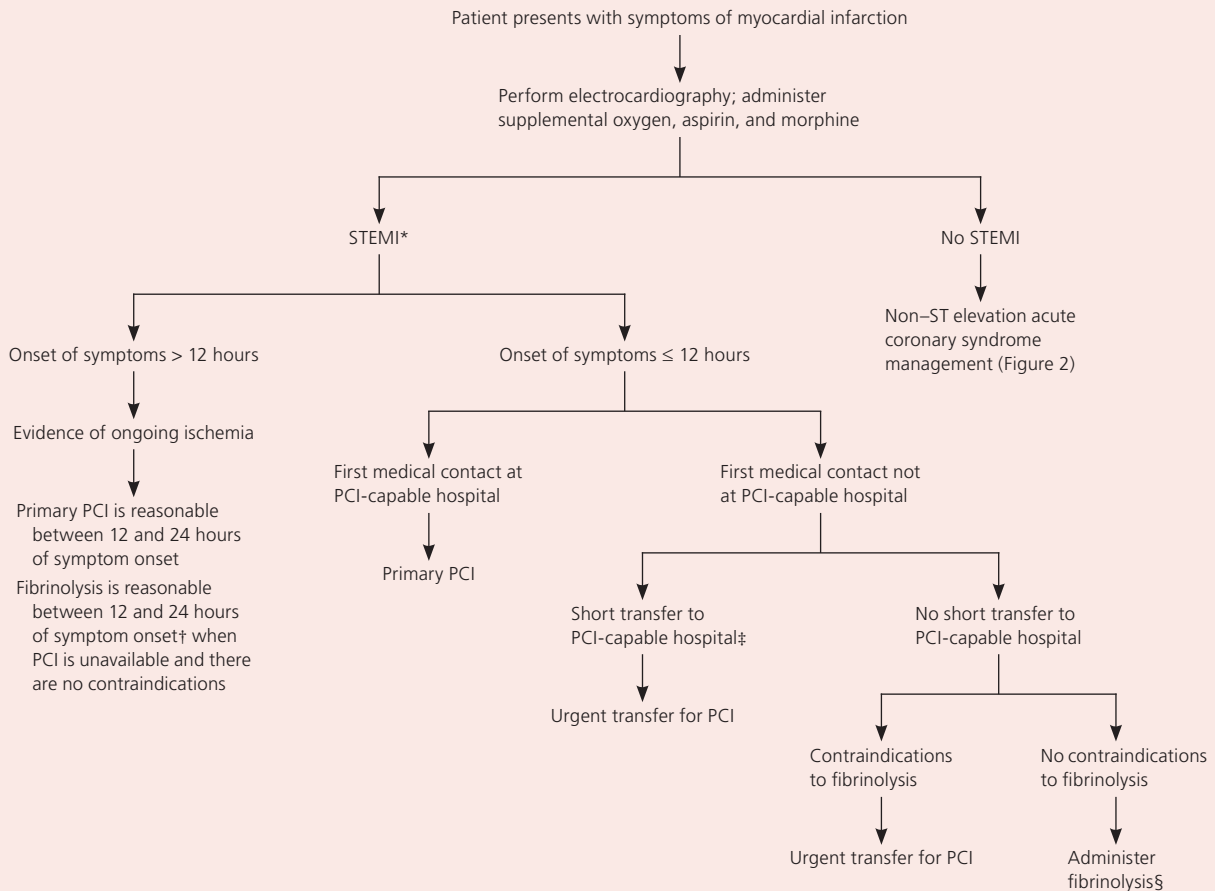 Patient presents with symptoms of myocardial infarction
Perform electrocardiography; administer
supplemental oxygen, aspirin, and morphine
STEMI*
No STEMI
Non–ST elevation acute
coronary syndrome
management (Figure 2)
Onset of symptoms > 12 hours
Onset of symptoms ≤ 12 hours
Evidence of ongoing ischemia
Primary PCI is reasonable
between 12 and 24 hours
of symptom onset
Fibrinolysis is reasonable
between 12 and 24 hours
of symptom onset† when
PCI is unavailable and there
are no contraindications
First medical contact at
PCI-capable hospital
Primary PCI
First medical contact not
at PCI-capable hospital
Short transfer to
PCI-capable hospital‡
Urgent transfer for PCI
No short transfer to
PCI-capable hospital
Contraindications
to fibrinolysis
Urgent transfer for PCI
No contraindications
to fibrinolysis
Administer
fibrinolysis§